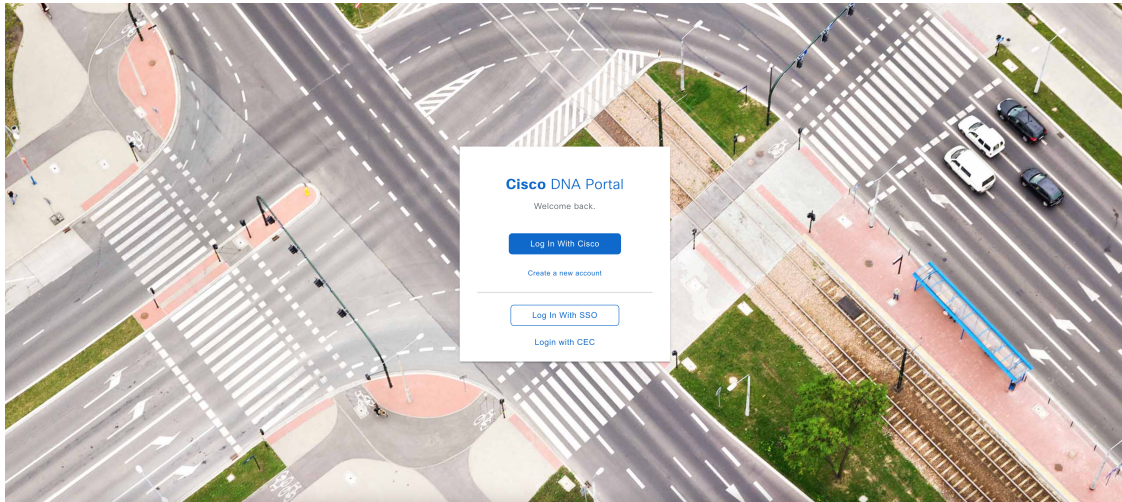 Cisco DNA Portal
Welcome back.
Log In With Cisco
Create a new account
Log In With SSO
Login with CEC